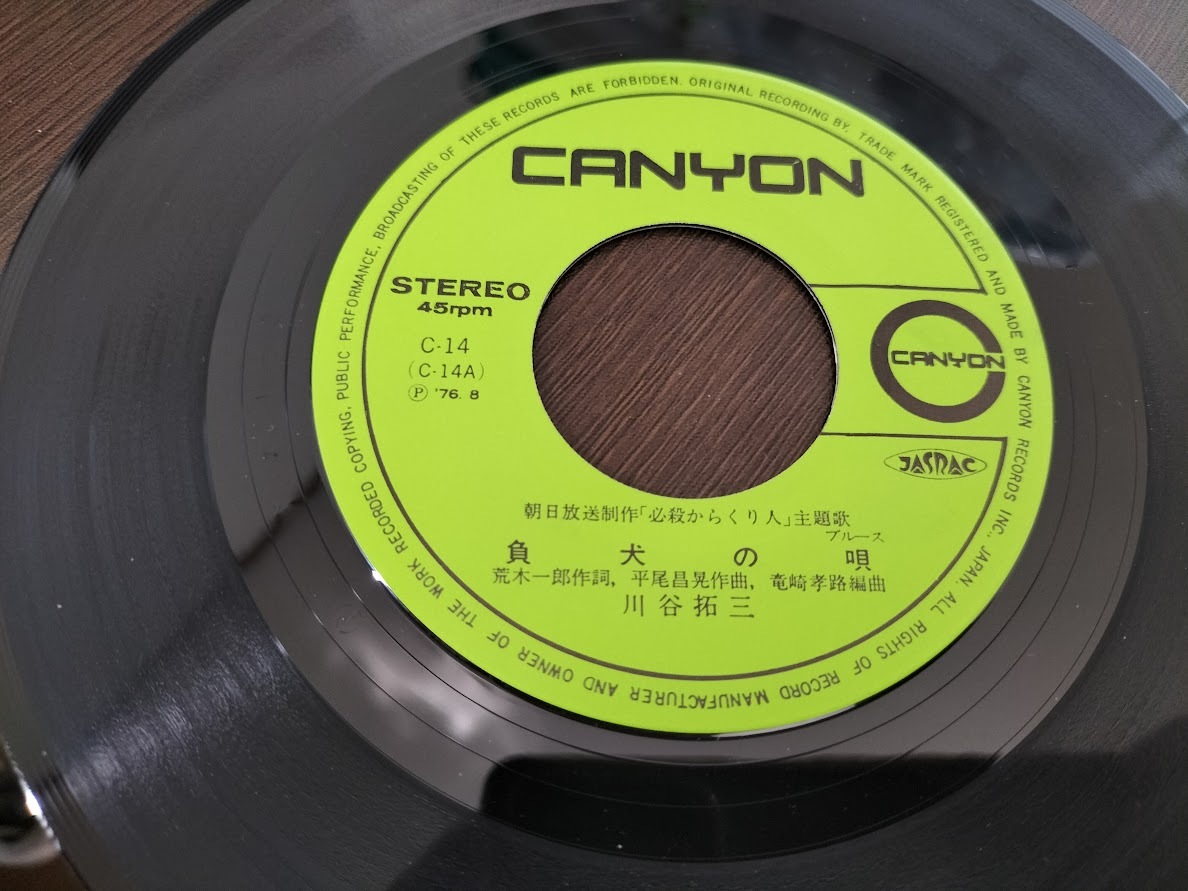 WORK RECORDED COPYING, PUBLIC PERFORMANCE, BROADCASTING OF THESE RECORDS ARE FORBIDDEN. ORIGINAL RECORDING BY, TRADE MARK REGISTERED AND MADE BY CANYON RECORDS INC., JAPAN. ALL RIGHTS OF RECORD MANUFACTURER AND OWNER OF THE
CANYON
STEREO
45rpm
C-14
(C-14A)
Ⓟ '76. 8
CANYON
JASRAC
朝日放送制作「必殺からくり人」主題歌
ブルース
負犬の唄
荒木一郎作詞, 平尾昌晃作曲, 竜崎孝路編曲
川谷拓三